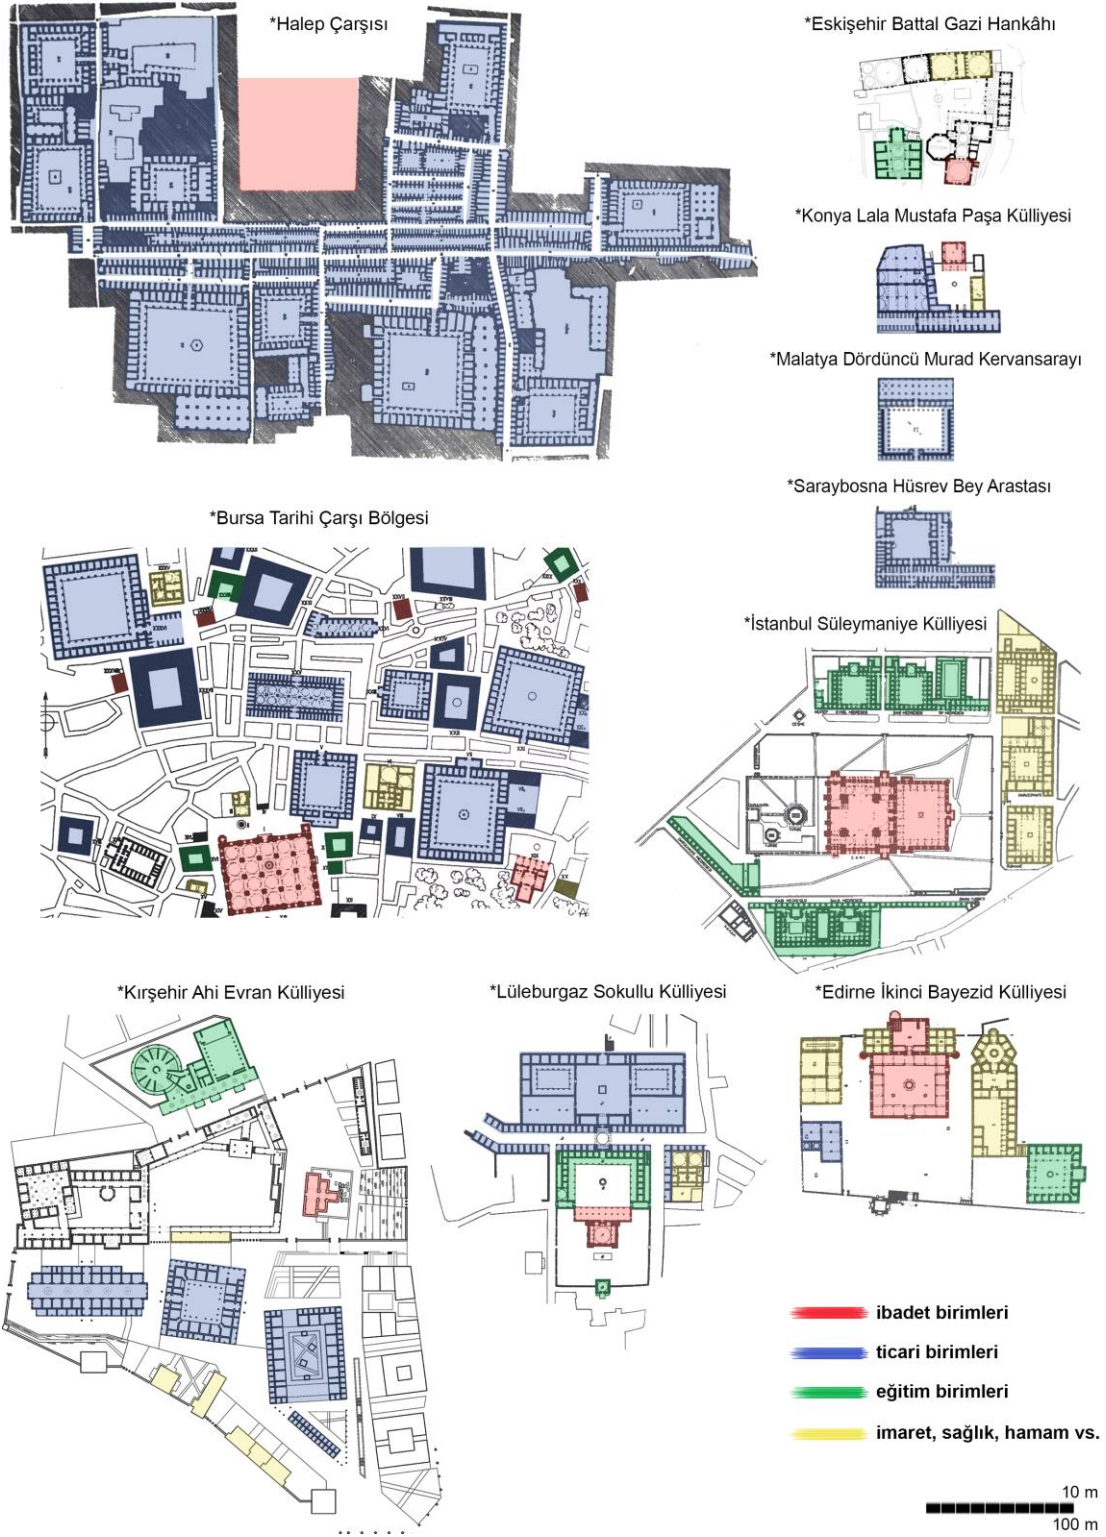 *Halep Çarşısı
*Eskişehir Battal Gazi Hankâhı
*Konya Lala Mustafa Paşa Külliyesi
*Malatya Dördüncü Murad Kervansarayı
*Saraybosna Hüsrev Bey Arastası
*Bursa Tarihi Çarşı Bölgesi
*İstanbul Süleymaniye Külliyesi
*Kırşehir Ahi Evran Külliyesi
*Lüleburgaz Sokullu Külliyesi
*Edirne İkinci Bayezid Külliyesi
ibadet birimleri
ticari birimleri
eğitim birimleri
imaret, sağlık, hamam vs.
10 m
100 m